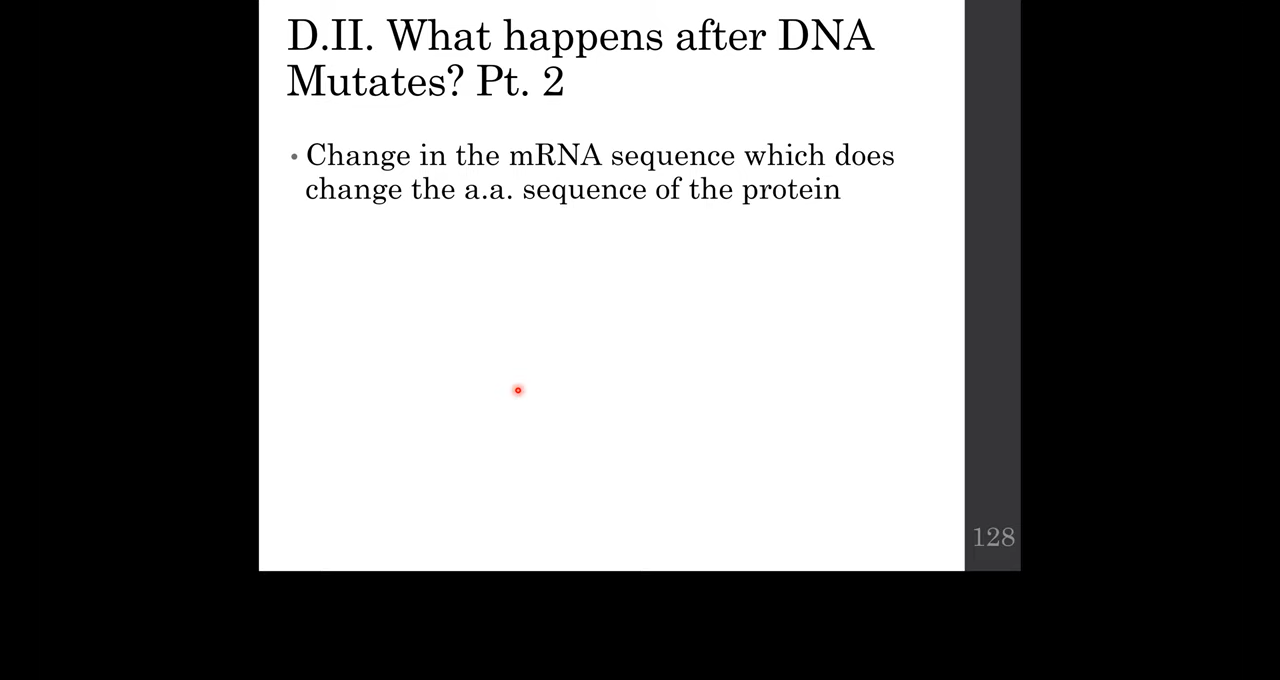 D.II. What happens after DNA
Mutates? Pt. 2
• Change in the mRNA sequence which does
change the a.a. sequence of the protein
128